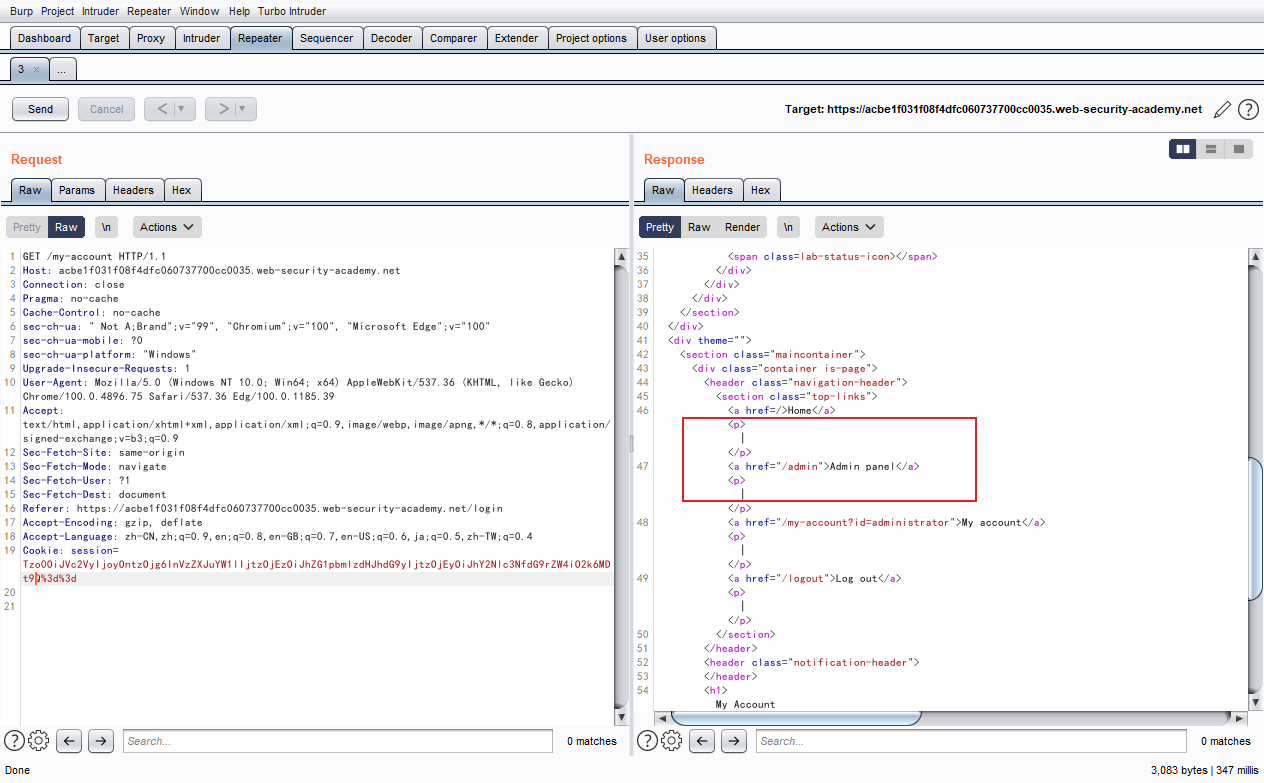 Burp Project Intruder Repeater Window Help Turbo Intruder
Dashboard Target Proxy Intruder Repeater Sequencer Decoder Comparer Extender Project options User options
3 × ...
Send Cancel < ▼ > ▼ Target: https://acbe1f031f08f4dfc060737700cc0035.web-security-academy.net ?
Request
Raw Params Headers Hex
Pretty Raw \n Actions
1 GET /my-account HTTP/1.1
2 Host: acbe1f031f08f4dfc060737700cc0035.web-security-academy.net
3 Connection: close
4 Pragma: no-cache
5 Cache-Control: no-cache
6 sec-ch-ua: " Not A;Brand";v="99", "Chromium";v="100", "Microsoft Edge";v="100"
7 sec-ch-ua-mobile: ?0
8 sec-ch-ua-platform: "Windows"
9 Upgrade-Insecure-Requests: 1
10 User-Agent: Mozilla/5.0 (Windows NT 10.0; Win64; x64) AppleWebKit/537.36 (KHTML, like Gecko)
Chrome/100.0.4896.75 Safari/537.36 Edg/100.0.1185.39
11 Accept:
text/html,application/xhtml+xml,application/xml;q=0.9,image/webp,image/apng,*/*;q=0.8,application/
signed-exchange;v=b3;q=0.9
12 Sec-Fetch-Site: same-origin
13 Sec-Fetch-Mode: navigate
14 Sec-Fetch-User: ?1
15 Sec-Fetch-Dest: document
16 Referer: https://acbe1f031f08f4dfc060737700cc0035.web-security-academy.net/login
17 Accept-Encoding: gzip, deflate
18 Accept-Language: zh-CN,zh;q=0.9,en;q=0.8,en-GB;q=0.7,en-US;q=0.6,ja;q=0.5,zh-TW;q=0.4
19 Cookie: session=
Tzo0OiJVc2VyIjoyOntzOjg6InVzZXJuYW1lIjtzOjEzOiJhZG1pbmlzdHJhdG9yIjtzOjEyOiJhY2Nlc3NfdG9rZW4iO2k6MD
t9Q%3d%3d
20
21
? Search... 0 matches
Response
Raw Headers Hex
Pretty Raw Render \n Actions
35 <span class=lab-status-icon></span>
36 </div>
37 </div>
38 </div>
39 </section>
40 </div>
41 <div theme="">
42 <section class="maincontainer">
43 <div class="container is-page">
44 <header class="navigation-header">
45 <section class="top-links">
46 <a href=/>Home</a>
<p>
|
</p>
47 <a href="/admin">Admin panel</a>
<p>
|
</p>
48 <a href="/my-account?id=administrator">My account</a>
<p>
|
</p>
49 <a href="/logout">Log out</a>
<p>
|
</p>
50 </section>
51 </header>
52 <header class="notification-header">
53 </header>
54 <h1>
My Account
? Search... 0 matches
Done 3,083 bytes | 347 millis